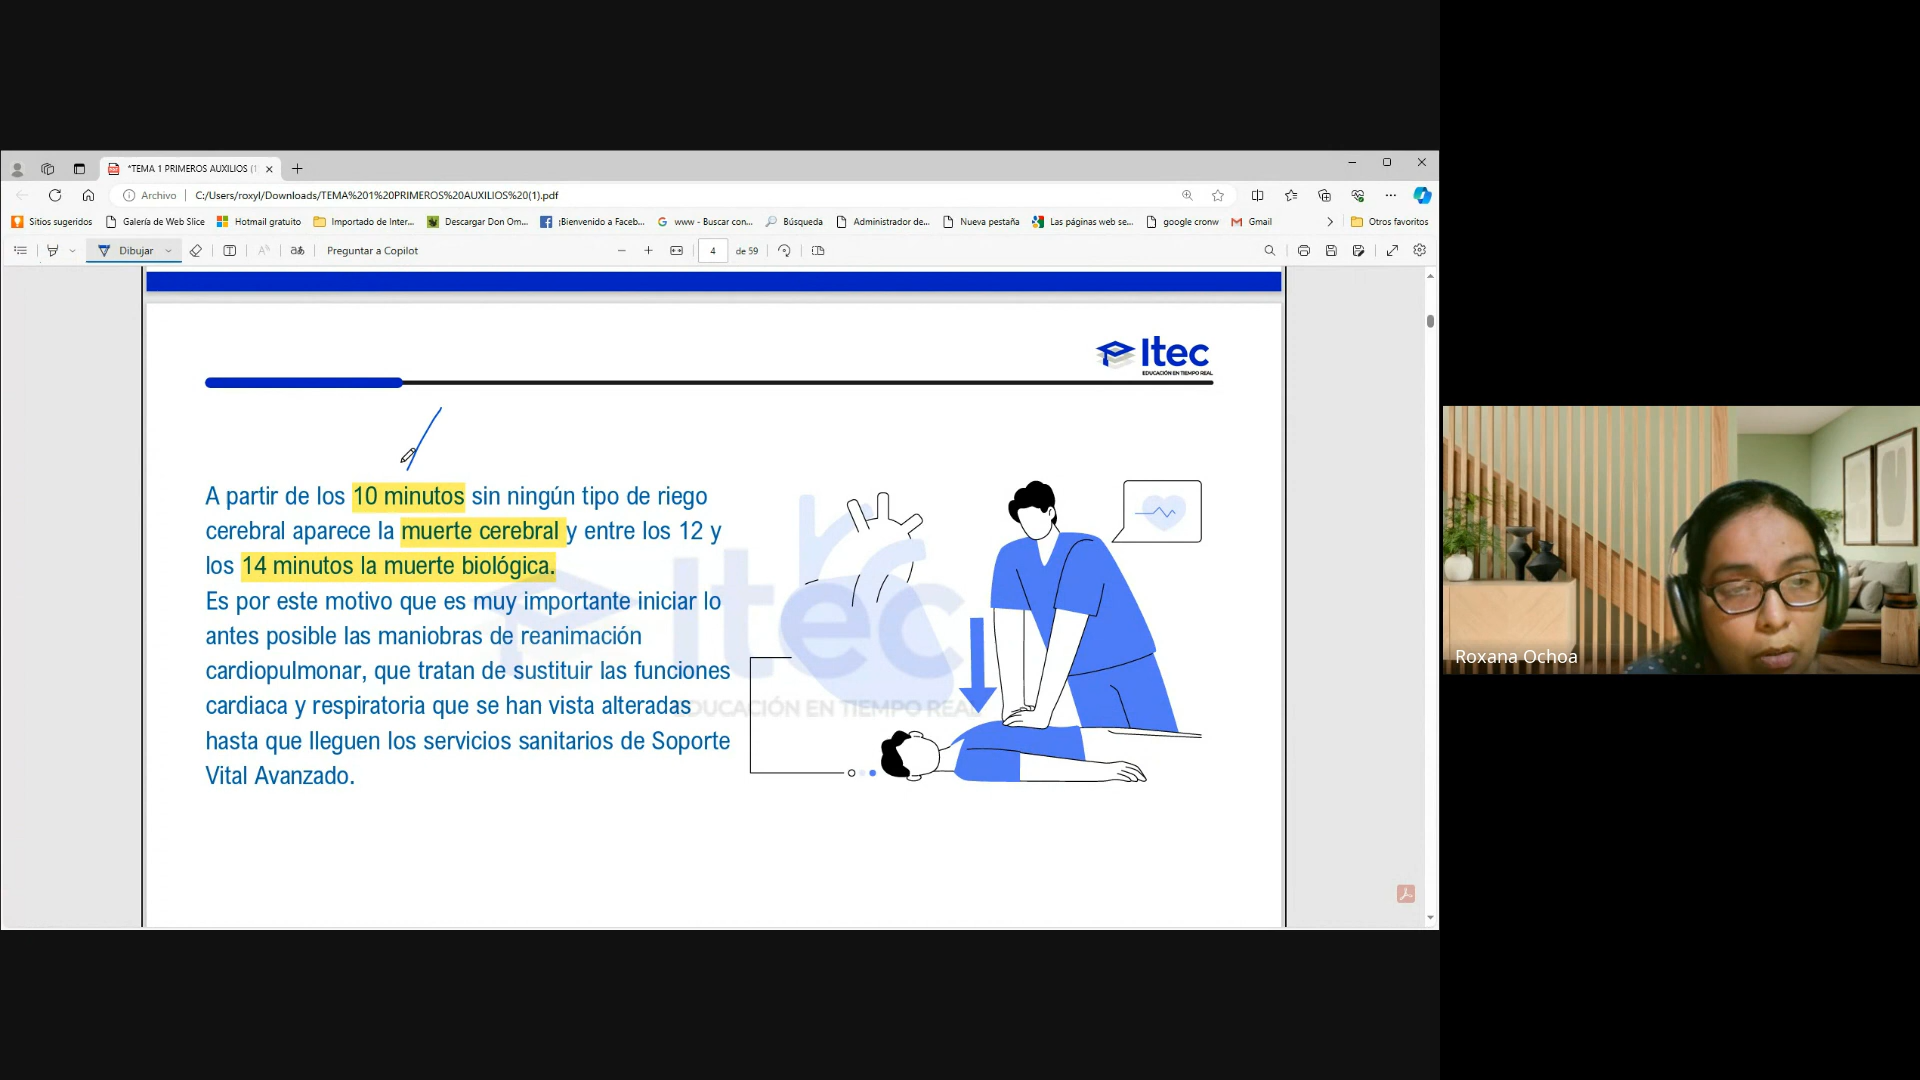 *TEMA 1 PRIMEROS AUXILIOS (1
Archivo
C:/Users/roxyl/Downloads/TEMA%201%20PRIMEROS%20AUXILIOS%20(1).pdf
Sitios sugeridos
Galería de Web Slice
Hotmail gratuito
Importado de Inter...
Descargar Don Om...
¡Bienvenido a Faceb...
www - Buscar con...
Búsqueda
Administrador de...
Nueva pestaña
Las páginas web se...
google cronw
Gmail
Otros favoritos
Dibujar
Preguntar a Copilot
4 de 59
Itec
EDUCACIÓN EN TIEMPO REAL
A partir de los 10 minutos sin ningún tipo de riego
cerebral aparece la muerte cerebral y entre los 12 y
los 14 minutos la muerte biológica.
Es por este motivo que es muy importante iniciar lo
antes posible las maniobras de reanimación
cardiopulmonar, que tratan de sustituir las funciones
cardiaca y respiratoria que se han vista alteradas
hasta que lleguen los servicios sanitarios de Soporte
Vital Avanzado.
Itec
EDUCACIÓN EN TIEMPO REAL
Roxana Ochoa